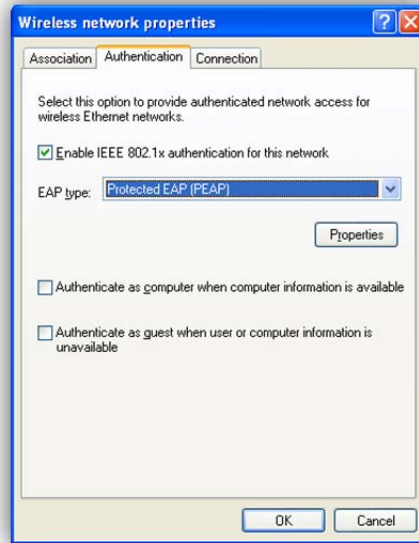 Wireless network properties
Association Authentication Connection
Select this option to provide authenticated network access for
wireless Ethernet networks.
Enable IEEE 802.1x authentication for this network
EAP type: Protected EAP (PEAP)
Properties
Authenticate as computer when computer information is available
Authenticate as guest when user or computer information is
unavailable
OK Cancel